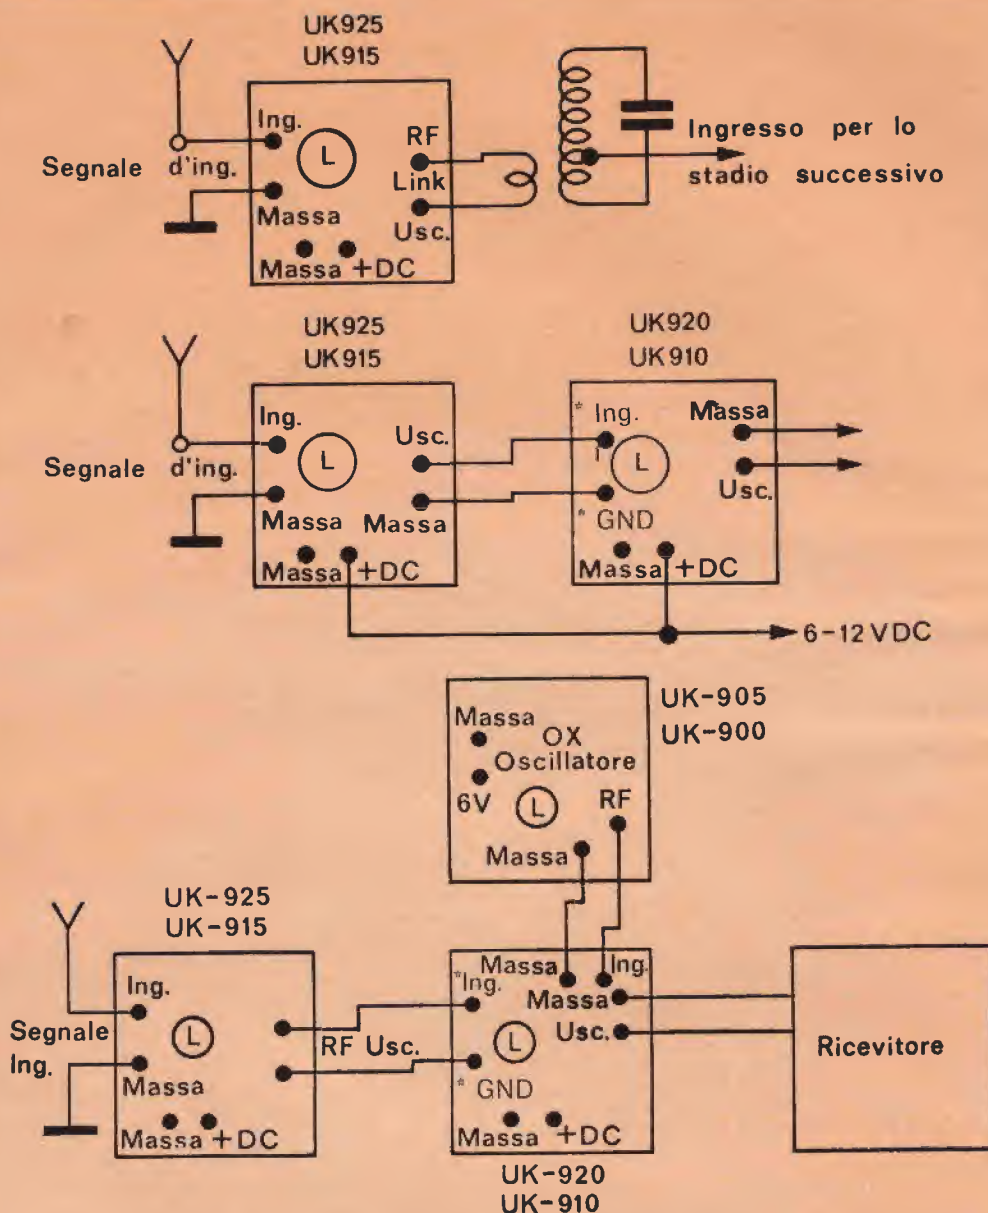 UK925
UK915
Ing.
L
RF
Link
Usc.
Segnale d'ing.
Massa
Massa +DC
Ingresso per lo
stadio successivo
UK925
UK915
UK920
UK910
Ing.
L
Usc.
Segnale d'ing.
Massa
Massa
Massa +DC
* Ing.
L
Massa
Usc.
* GND
Massa +DC
6-12 VDC
UK-905
UK-900
Massa
OX
Oscillatore
6V
L
RF
Massa
UK-925
UK-915
Ing.
L
Segnale
Ing.
Massa
Massa +DC
RF Usc.
Massa
Ing.
*Ing.
Massa
Usc.
L
* GND
Massa +DC
UK-920
UK-910
Ricevitore